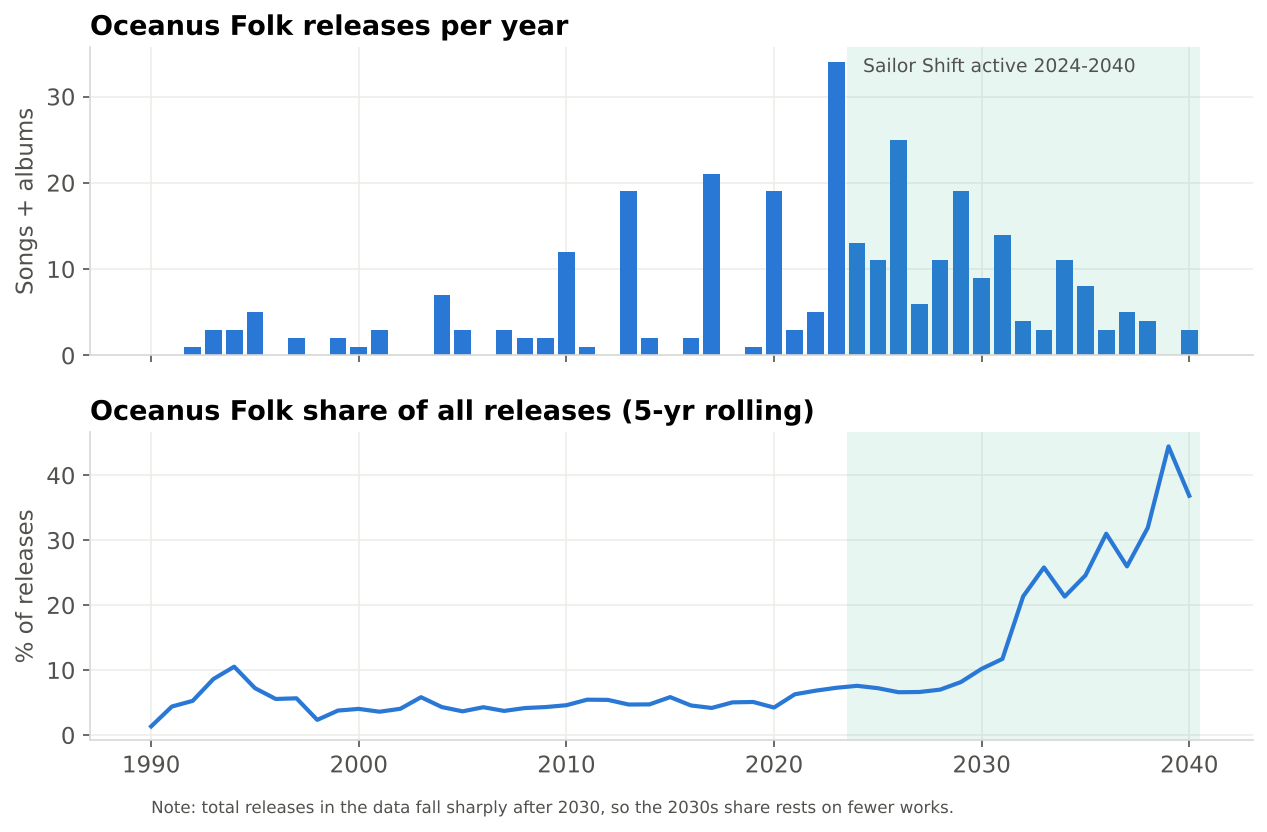 Oceanus Folk releases per year
Sailor Shift active 2024-2040
Songs + albums
30
20
10
0
Oceanus Folk share of all releases (5-yr rolling)
% of releases
40
30
20
10
0
1990 2000 2010 2020 2030 2040
Note: total releases in the data fall sharply after 2030, so the 2030s share rests on fewer works.